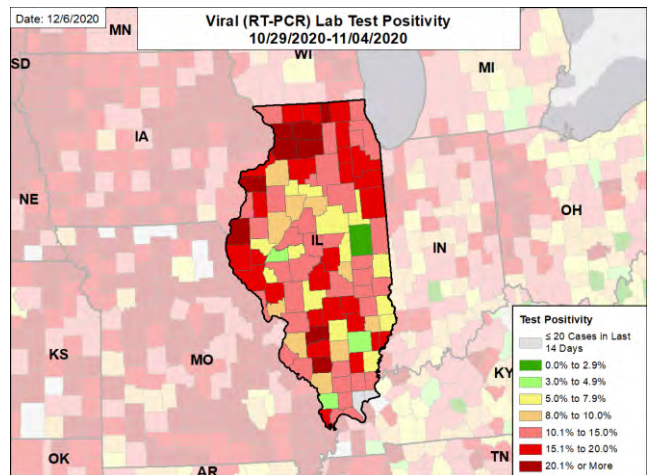 Date: 12/6/2020
Viral (RT-PCR) Lab Test Positivity
10/29/2020-11/04/2020
MN
WI
SD
MI
IA
NE
OH
IL
IN
KS
MO
KY
OK
AR
TN
Test Positivity
≤ 20 Cases in Last
14 Days
0.0% to 2.9%
3.0% to 4.9%
5.0% to 7.9%
8.0% to 10.0%
10.1% to 15.0%
15.1% to 20.0%
20.1% or More